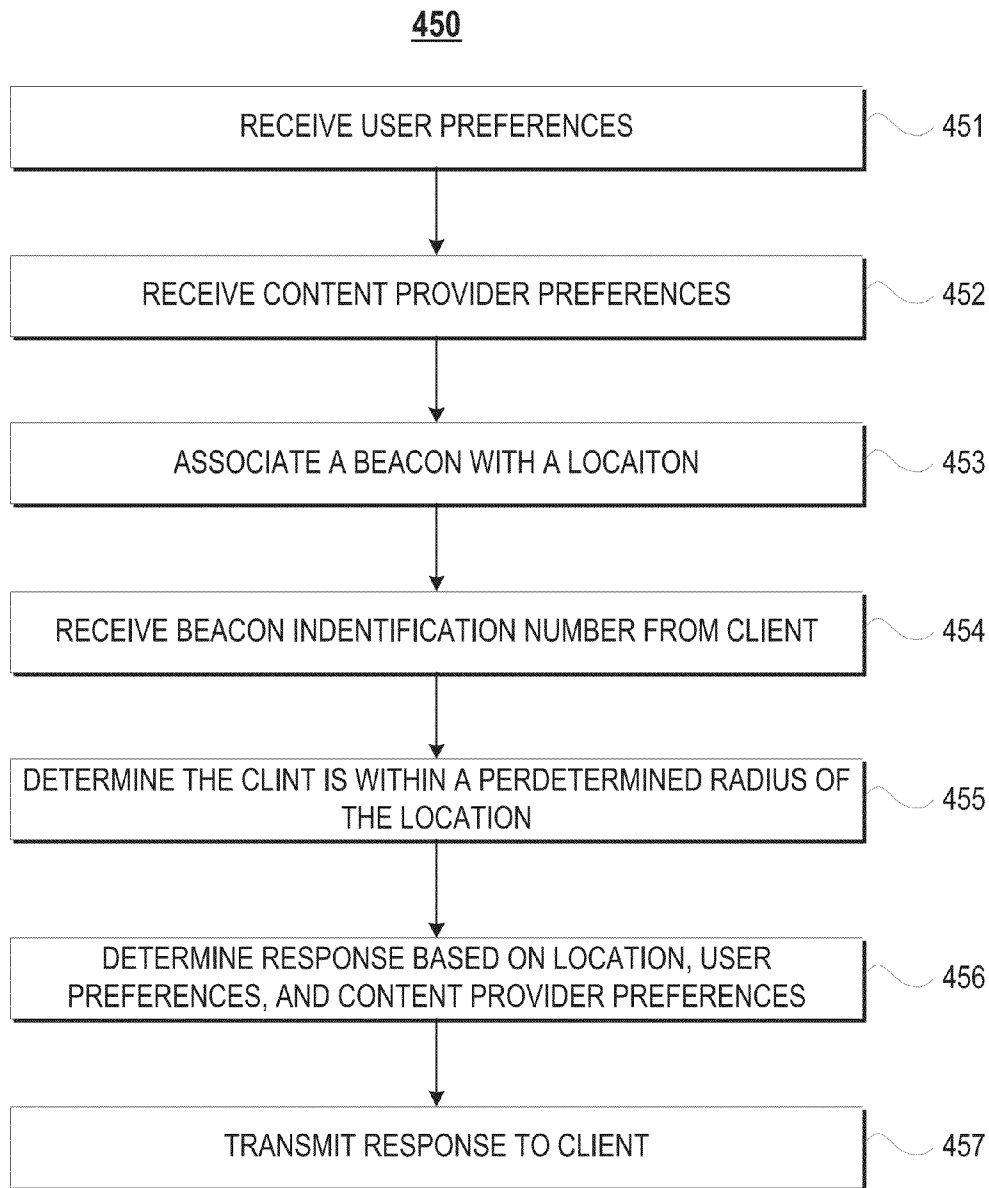 450
RECEIVE USER PREFERENCES
451
RECEIVE CONTENT PROVIDER PREFERENCES
452
ASSOCIATE A BEACON WITH A LOCAITON
453
RECEIVE BEACON INDENTIFICATION NUMBER FROM CLIENT
454
DETERMINE THE CLINT IS WITHIN A PERDETERMINED RADIUS OF
THE LOCATION
455
DETERMINE RESPONSE BASED ON LOCATION, USER
PREFERENCES, AND CONTENT PROVIDER PREFERENCES
456
TRANSMIT RESPONSE TO CLIENT
457